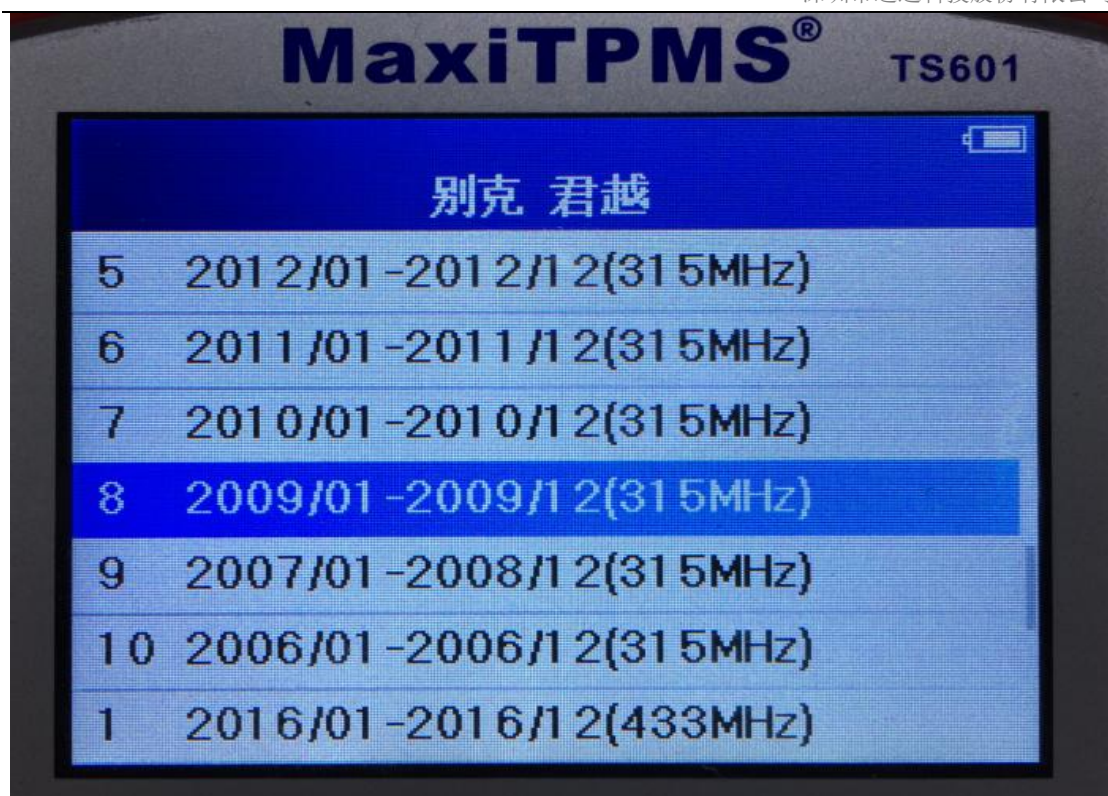 MaxiTPMS® TS601
别克 君越
5 2012/01-2012/12(315MHz)
6 2011/01-2011/12(315MHz)
7 2010/01-2010/12(315MHz)
8 2009/01-2009/12(315MHz)
9 2007/01-2008/12(315MHz)
10 2006/01-2006/12(315MHz)
1 2016/01-2016/12(433MHz)